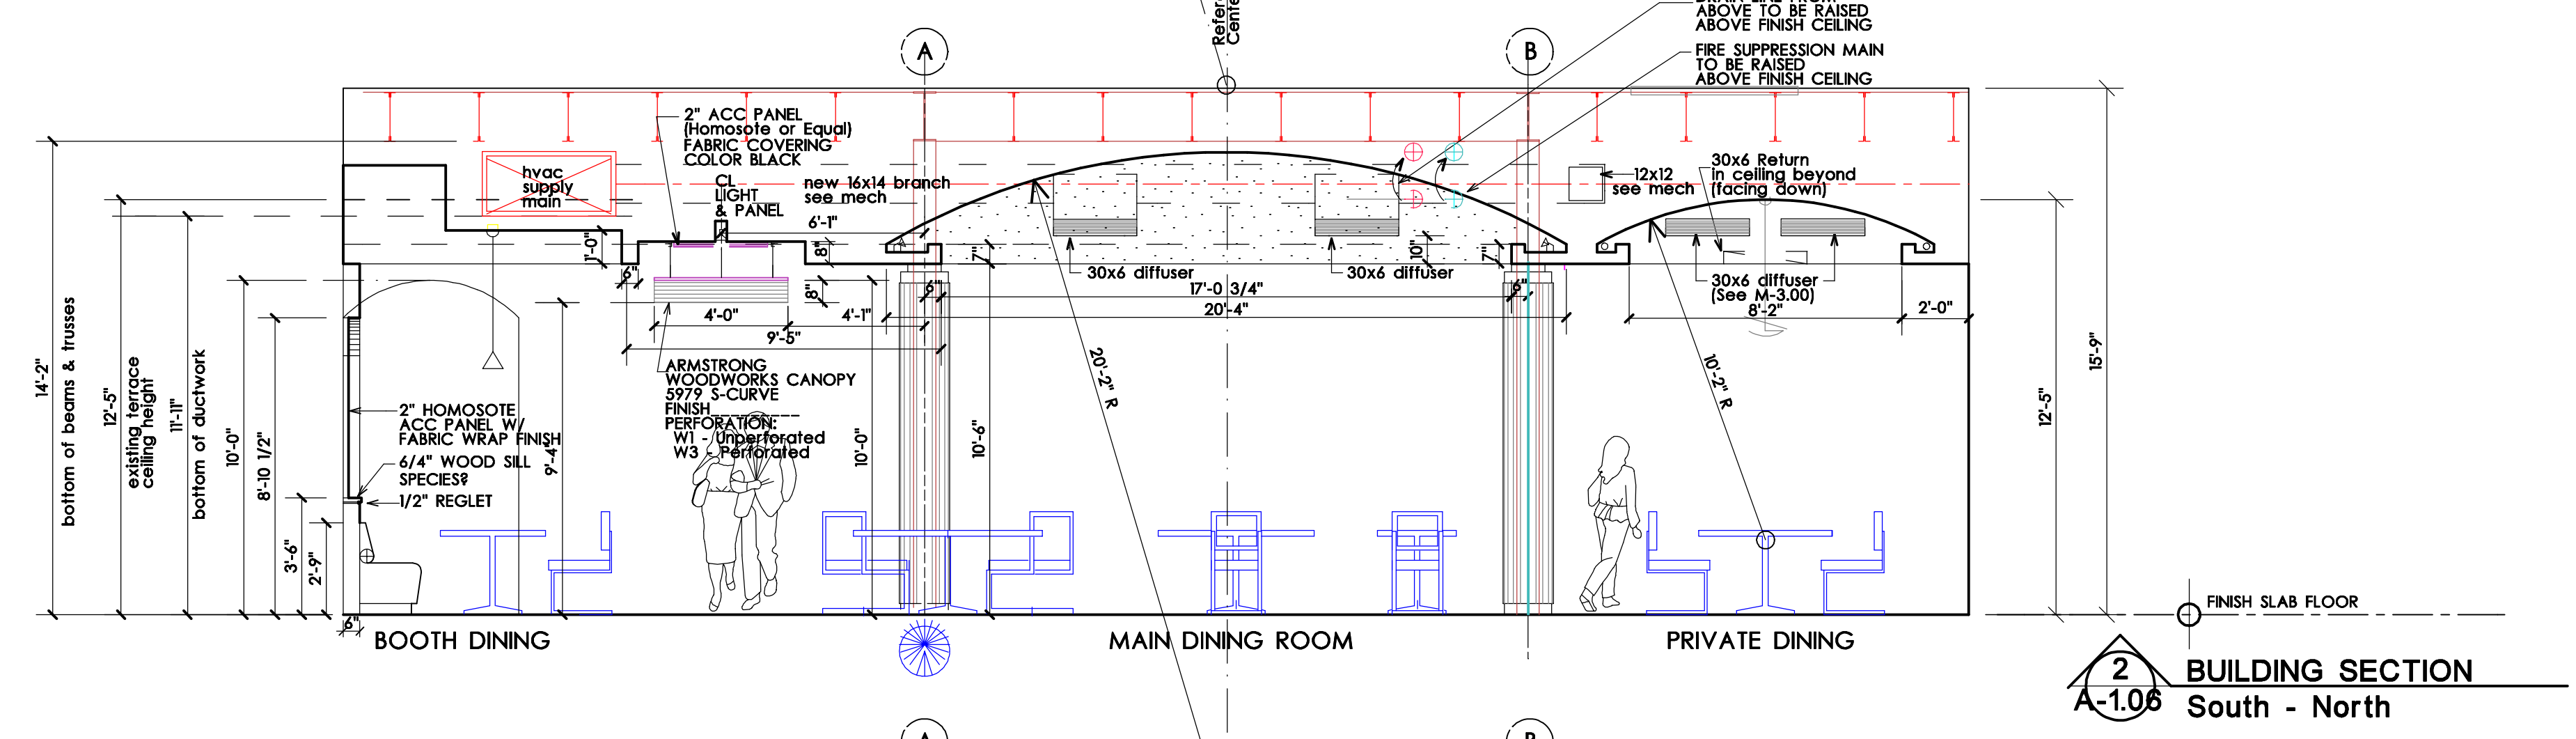 Refer
Cente
DRAIN LINE FROM
ABOVE TO BE RAISED
ABOVE FINISH CEILING
FIRE SUPPRESSION MAIN
TO BE RAISED
ABOVE FINISH CEILING
A
B
2" ACC PANEL
(Homosote or Equal)
FABRIC COVERING
COLOR BLACK
hvac
supply
main
CL
LIGHT
& PANEL
new 16x14 branch
see mech
6'-1"
12x12
see mech
30x6 Return
in ceiling beyond
(facing down)
1'-0"
8"
6"
8"
7"
10"
7"
30x6 diffuser
30x6 diffuser
30x6 diffuser
(See M-3.00)
6"
17'-0 3/4"
6"
20'-4"
8'-2"
2'-0"
4'-0"
4'-1"
9'-5"
ARMSTRONG
WOODWORKS CANOPY
5979 S-CURVE
FINISH__________
PERFORATION:
W1 - Unperforated
W3 - Perforated
2" HOMOSOTE
ACC PANEL W/
FABRIC WRAP FINISH
6/4" WOOD SILL
SPECIES?
1/2" REGLET
14'-2"
bottom of beams & trusses
12'-5"
existing terrace
ceiling height
11'-11"
bottom of ductwork
10'-0"
8'-10 1/2"
3'-6"
2'-9"
9'-4"
10'-0"
10'-6"
20'-2" R
10'-2" R
12'-5"
15'-9"
6"
BOOTH DINING
MAIN DINING ROOM
PRIVATE DINING
FINISH SLAB FLOOR
2
A-1.06
BUILDING SECTION
South - North
A
B